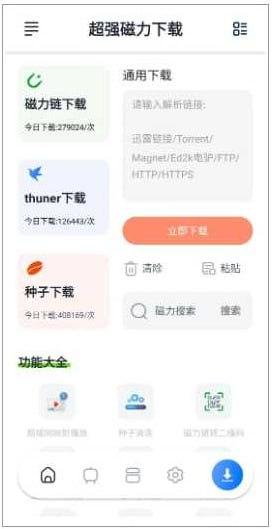 超强磁力下载
磁力链下载
今日下载:279024/次
thuner下载
今日下载:126443/次
种子下载
今日下载:408169/次
通用下载
请输入解析链接:
迅雷链接/Torrent/
Magnet/Ed2k电驴/FTP/
HTTP/HTTPS
立即下载
清除
粘贴
磁力搜索
搜索
功能大全
种子清洗
磁力链转二维码